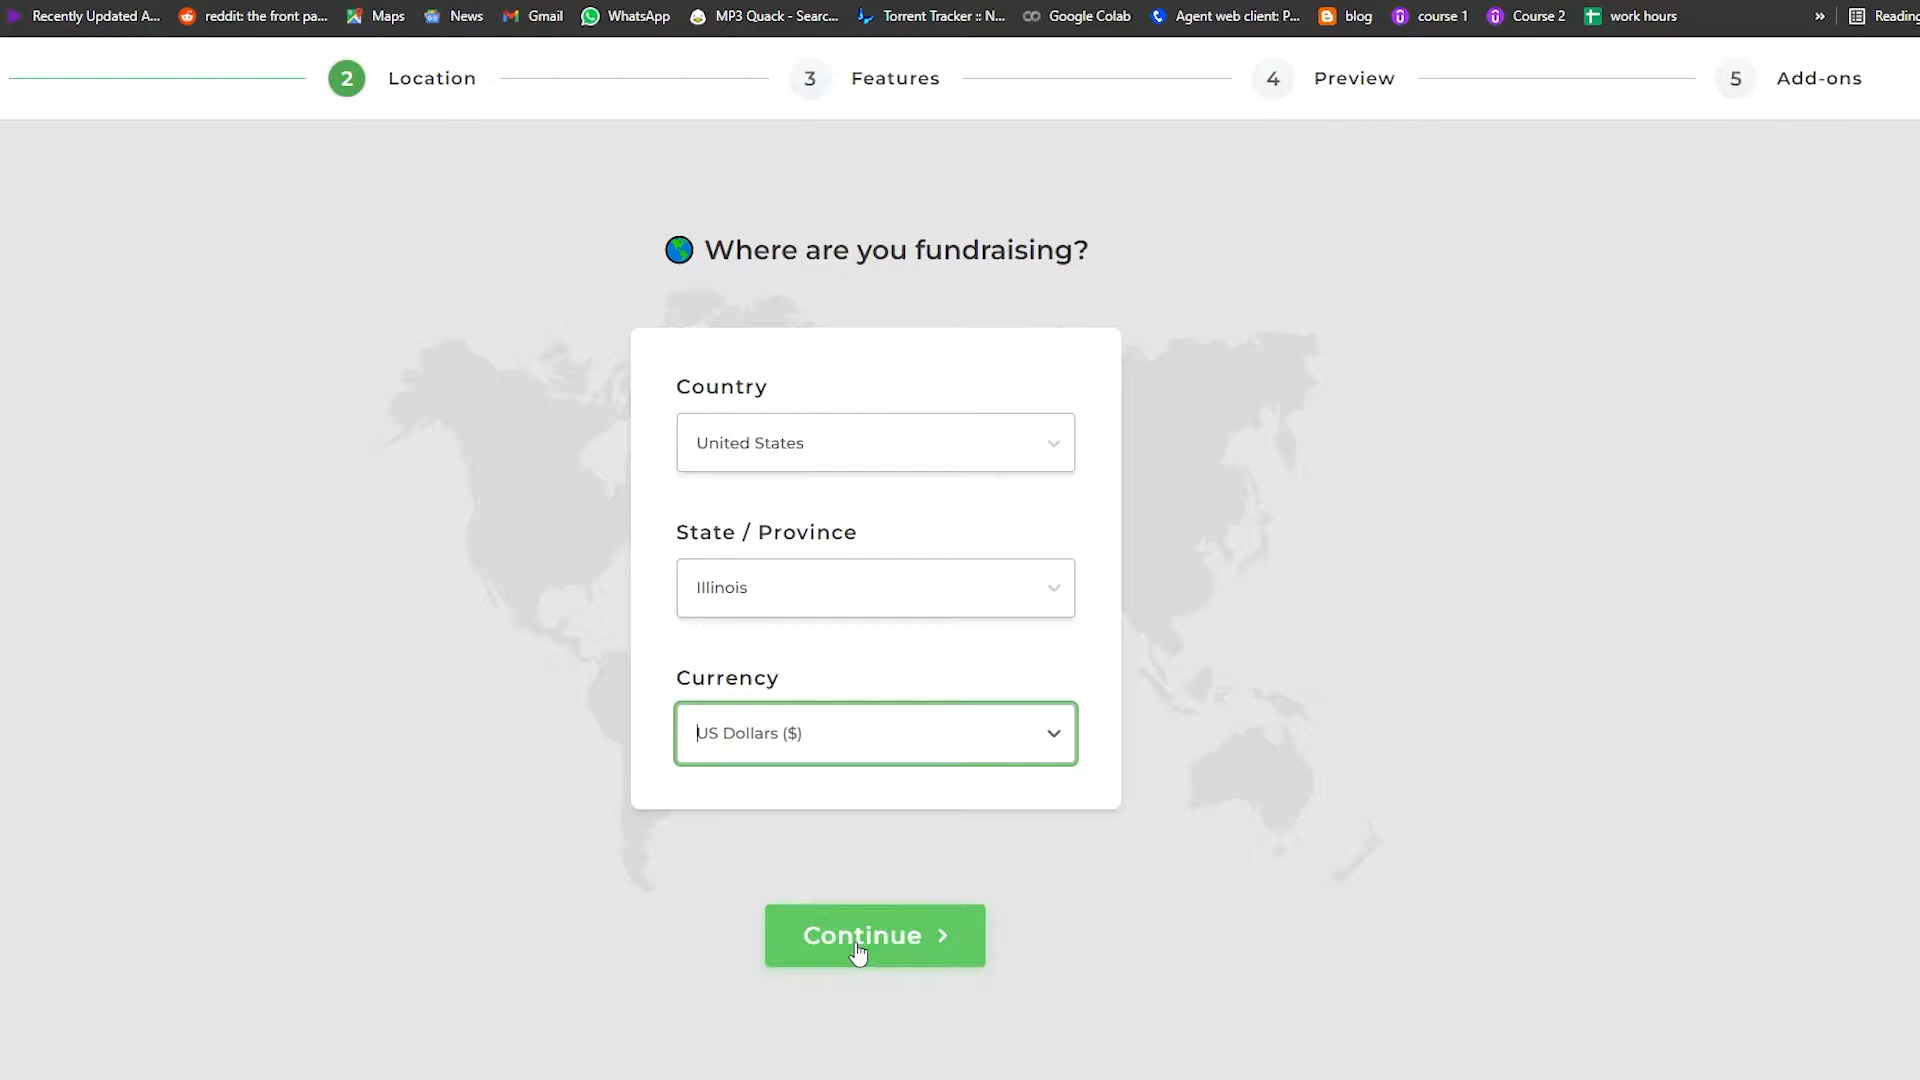 Recently Updated A... reddit: the front pa... Maps News Gmail WhatsApp MP3 Quack - Searc... Torrent Tracker :: N... Google Colab Agent web client: P... blog course 1 Course 2 work hours » Reading
2 Location 3 Features 4 Preview 5 Add-ons
Where are you fundraising?
Country
United States
State / Province
Illinois
Currency
US Dollars ($)
Continue >